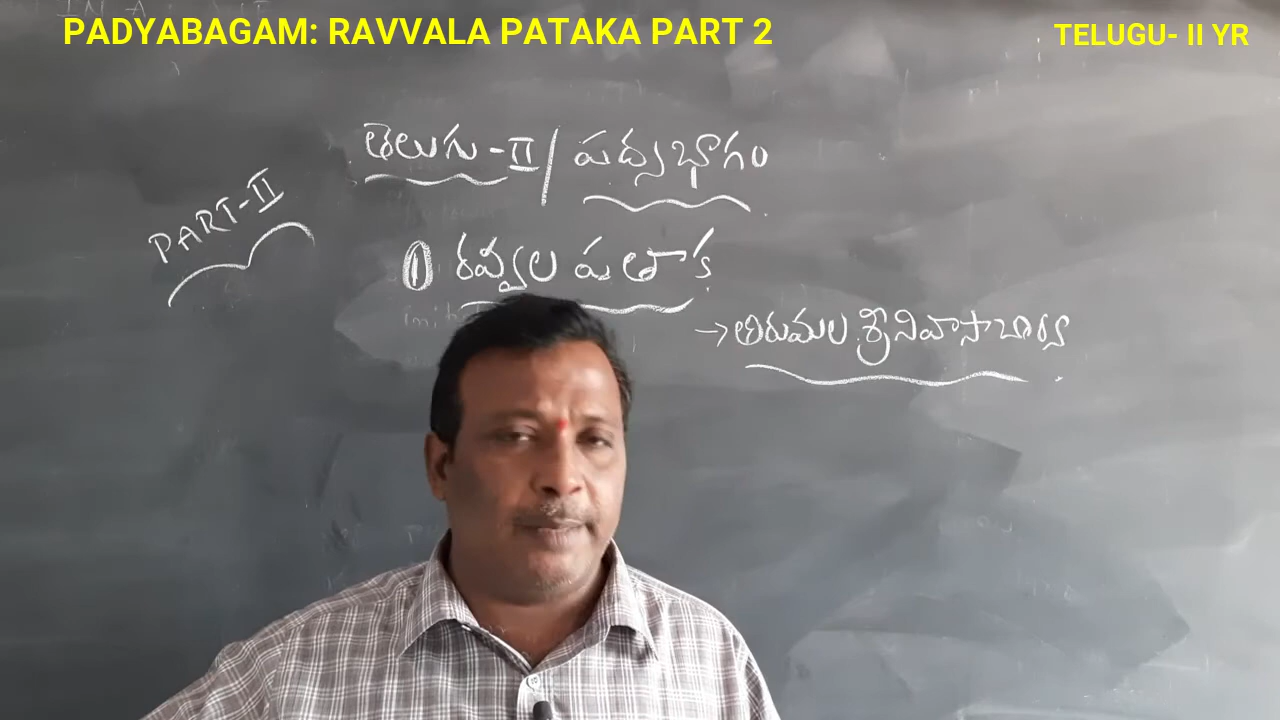 PADYABAGAM: RAVVALA PATAKA PART 2
TELUGU- II YR
తెలుగు-II/ పద్యభాగం
PART-II
① రవ్వల పతాక
→ తిరుమల శ్రీనివాసాచార్య